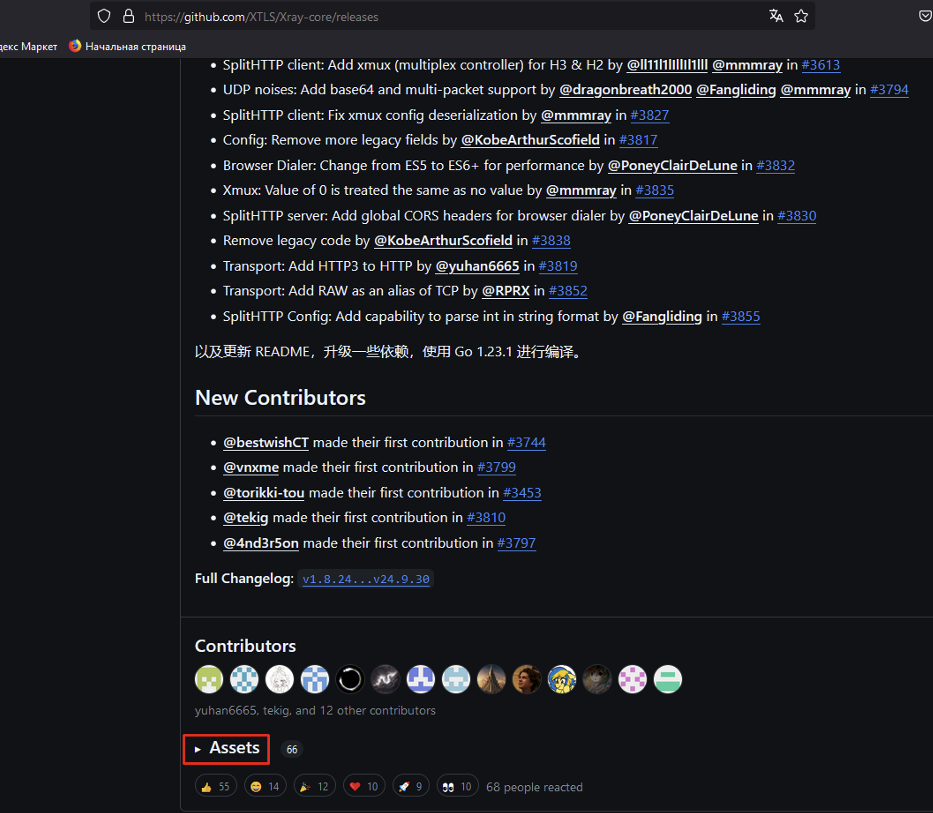 https://github.com/XTLS/Xray-core/releases
декс Маркет Начальная страница
SplitHTTP client: Add xmux (multiplex controller) for H3 & H2 by @mmmray in #3613
UDP noises: Add base64 and multi-packet support by @dragonbreath2000 @Fangliding @mmmray in #3794
SplitHTTP client: Fix xmux config deserialization by @mmmray in #3827
Config: Remove more legacy fields by @KobeArthurScofield in #3817
Browser Dialer: Change from ES5 to ES6+ for performance by @PoneyClairDeLune in #3832
Xmux: Value of 0 is treated the same as no value by @mmmray in #3835
SplitHTTP server: Add global CORS headers for browser dialer by @PoneyClairDeLune in #3830
Remove legacy code by @KobeArthurScofield in #3838
Transport: Add HTTP3 to HTTP by @yuhan6665 in #3819
Transport: Add RAW as an alias of TCP by @RPRX in #3852
SplitHTTP Config: Add capability to parse int in string format by @Fangliding in #3855
以及更新 README，升级一些依赖，使用 Go 1.23.1 进行编译。
New Contributors
@bestwishCT made their first contribution in #3744
@vnxme made their first contribution in #3799
@torikki-tou made their first contribution in #3453
@tekig made their first contribution in #3810
@4nd3r5on made their first contribution in #3797
Full Changelog: v1.8.24...v24.9.30
Contributors
yuhan6665, tekig, and 12 other contributors
Assets 66
55 14 12 10 9 10 68 people reacted